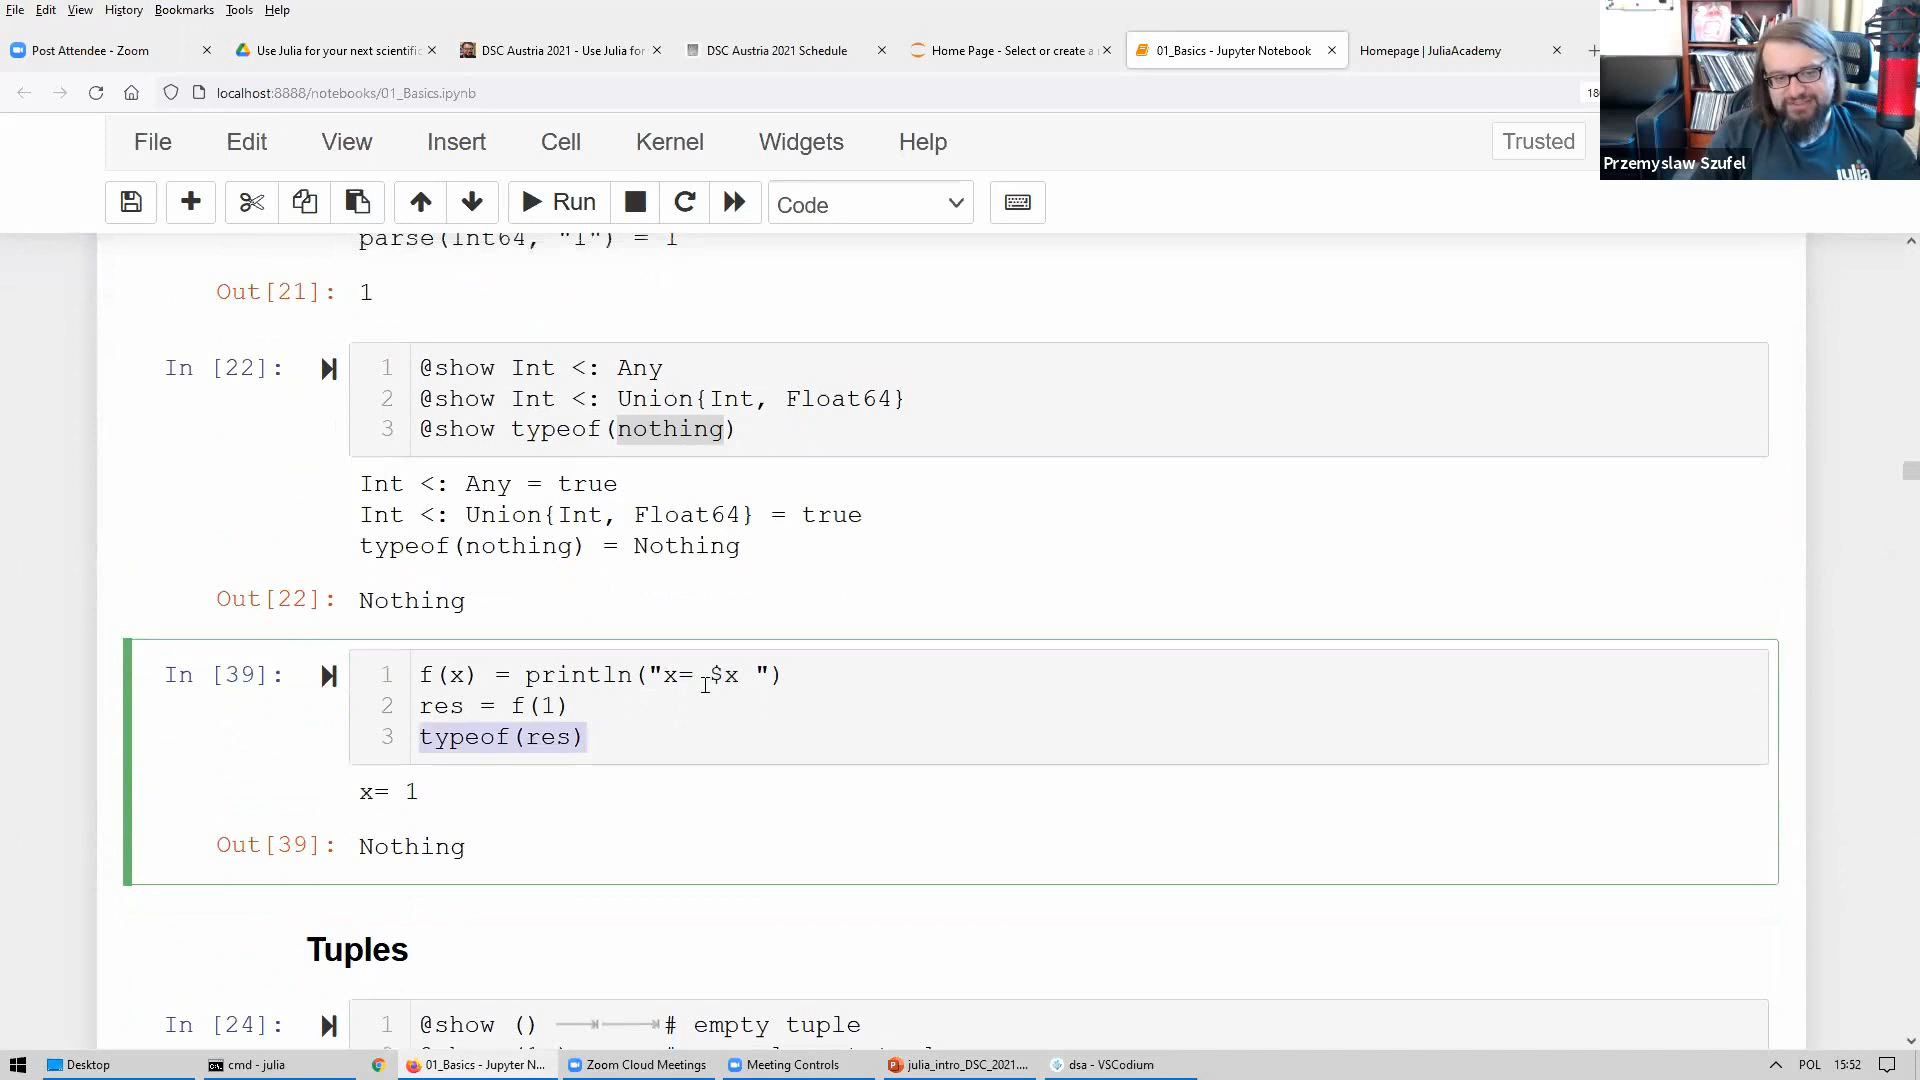 File Edit View History Bookmarks Tools Help
Post Attendee - Zoom
Use Julia for your next scientific
DSC Austria 2021 - Use Julia for
DSC Austria 2021 Schedule
Home Page - Select or create a
01_Basics - Jupyter Notebook
Homepage | JuliaAcademy
localhost:8888/notebooks/01_Basics.ipynb
18
File Edit View Insert Cell Kernel Widgets Help
Trusted
Przemyslaw Szufel
julia
Run
Code
parse(Int64, "1") = 1
Out[21]: 1
In [22]:
1 @show Int <: Any
2 @show Int <: Union{Int, Float64}
3 @show typeof(nothing)
Int <: Any = true
Int <: Union{Int, Float64} = true
typeof(nothing) = Nothing
Out[22]: Nothing
In [39]:
1 f(x) = println("x= $x ")
2 res = f(1)
3 typeof(res)
x= 1
Out[39]: Nothing
Tuples
In [24]:
1 @show () # empty tuple
Desktop
cmd - julia
01_Basics - Jupyter N...
Zoom Cloud Meetings
Meeting Controls
julia_intro_DSC_2021....
dsa - VSCodium
POL
15:52